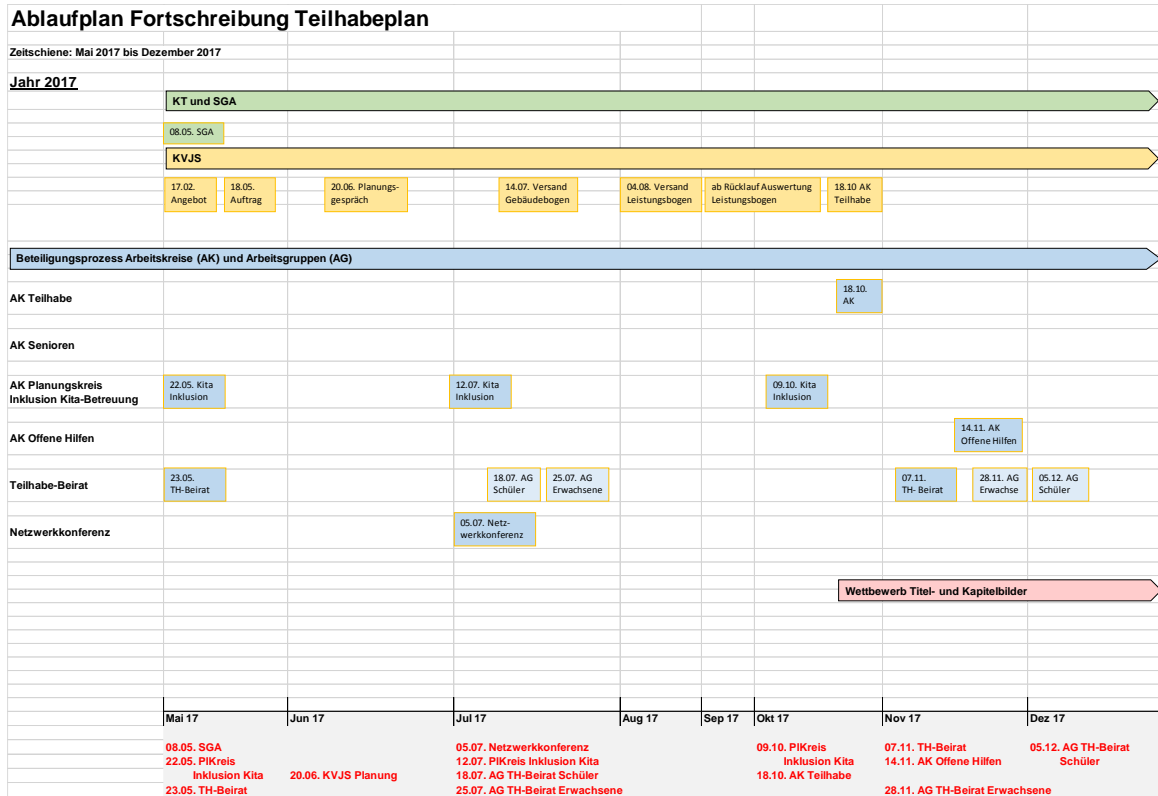 Ablaufplan Fortschreibung Teilhabeplan
Zeitschiene: Mai 2017 bis Dezember 2017
Jahr 2017
KT und SGA
08.05. SGA
KVJS
17.02.
Angebot
18.05.
Auftrag
20.06. Planungs-
gespräch
14.07. Versand
Gebäudebogen
04.08. Versand
Leistungsbogen
ab Rücklauf Auswertung
Leistungsbogen
18.10 AK
Teilhabe
Beteiligungsprozess Arbeitskreise (AK) und Arbeitsgruppen (AG)
AK Teilhabe
18.10.
AK
AK Senioren
AK Planungskreis
Inklusion Kita-Betreuung
22.05. Kita
Inklusion
12.07. Kita
Inklusion
09.10. Kita
Inklusion
AK Offene Hilfen
14.11. AK
Offene Hilfen
Teilhabe-Beirat
23.05.
TH-Beirat
18.07. AG
Schüler
25.07. AG
Erwachsene
07.11.
TH- Beirat
28.11. AG
Erwachse
05.12. AG
Schüler
Netzwerkkonferenz
05.07. Netz-
werkkonferenz
Wettbewerb Titel- und Kapitelbilder
Mai 17
Jun 17
Jul 17
Aug 17
Sep 17
Okt 17
Nov 17
Dez 17
08.05. SGA
22.05. PlKreis
Inklusion Kita
23.05. TH-Beirat
20.06. KVJS Planung
05.07. Netzwerkkonferenz
12.07. PlKreis Inklusion Kita
18.07. AG TH-Beirat Schüler
25.07. AG TH-Beirat Erwachsene
09.10. PlKreis
Inklusion Kita
18.10. AK Teilhabe
07.11. TH-Beirat
14.11. AK Offene Hilfen
28.11. AG TH-Beirat Erwachsene
05.12. AG TH-Beirat
Schüler